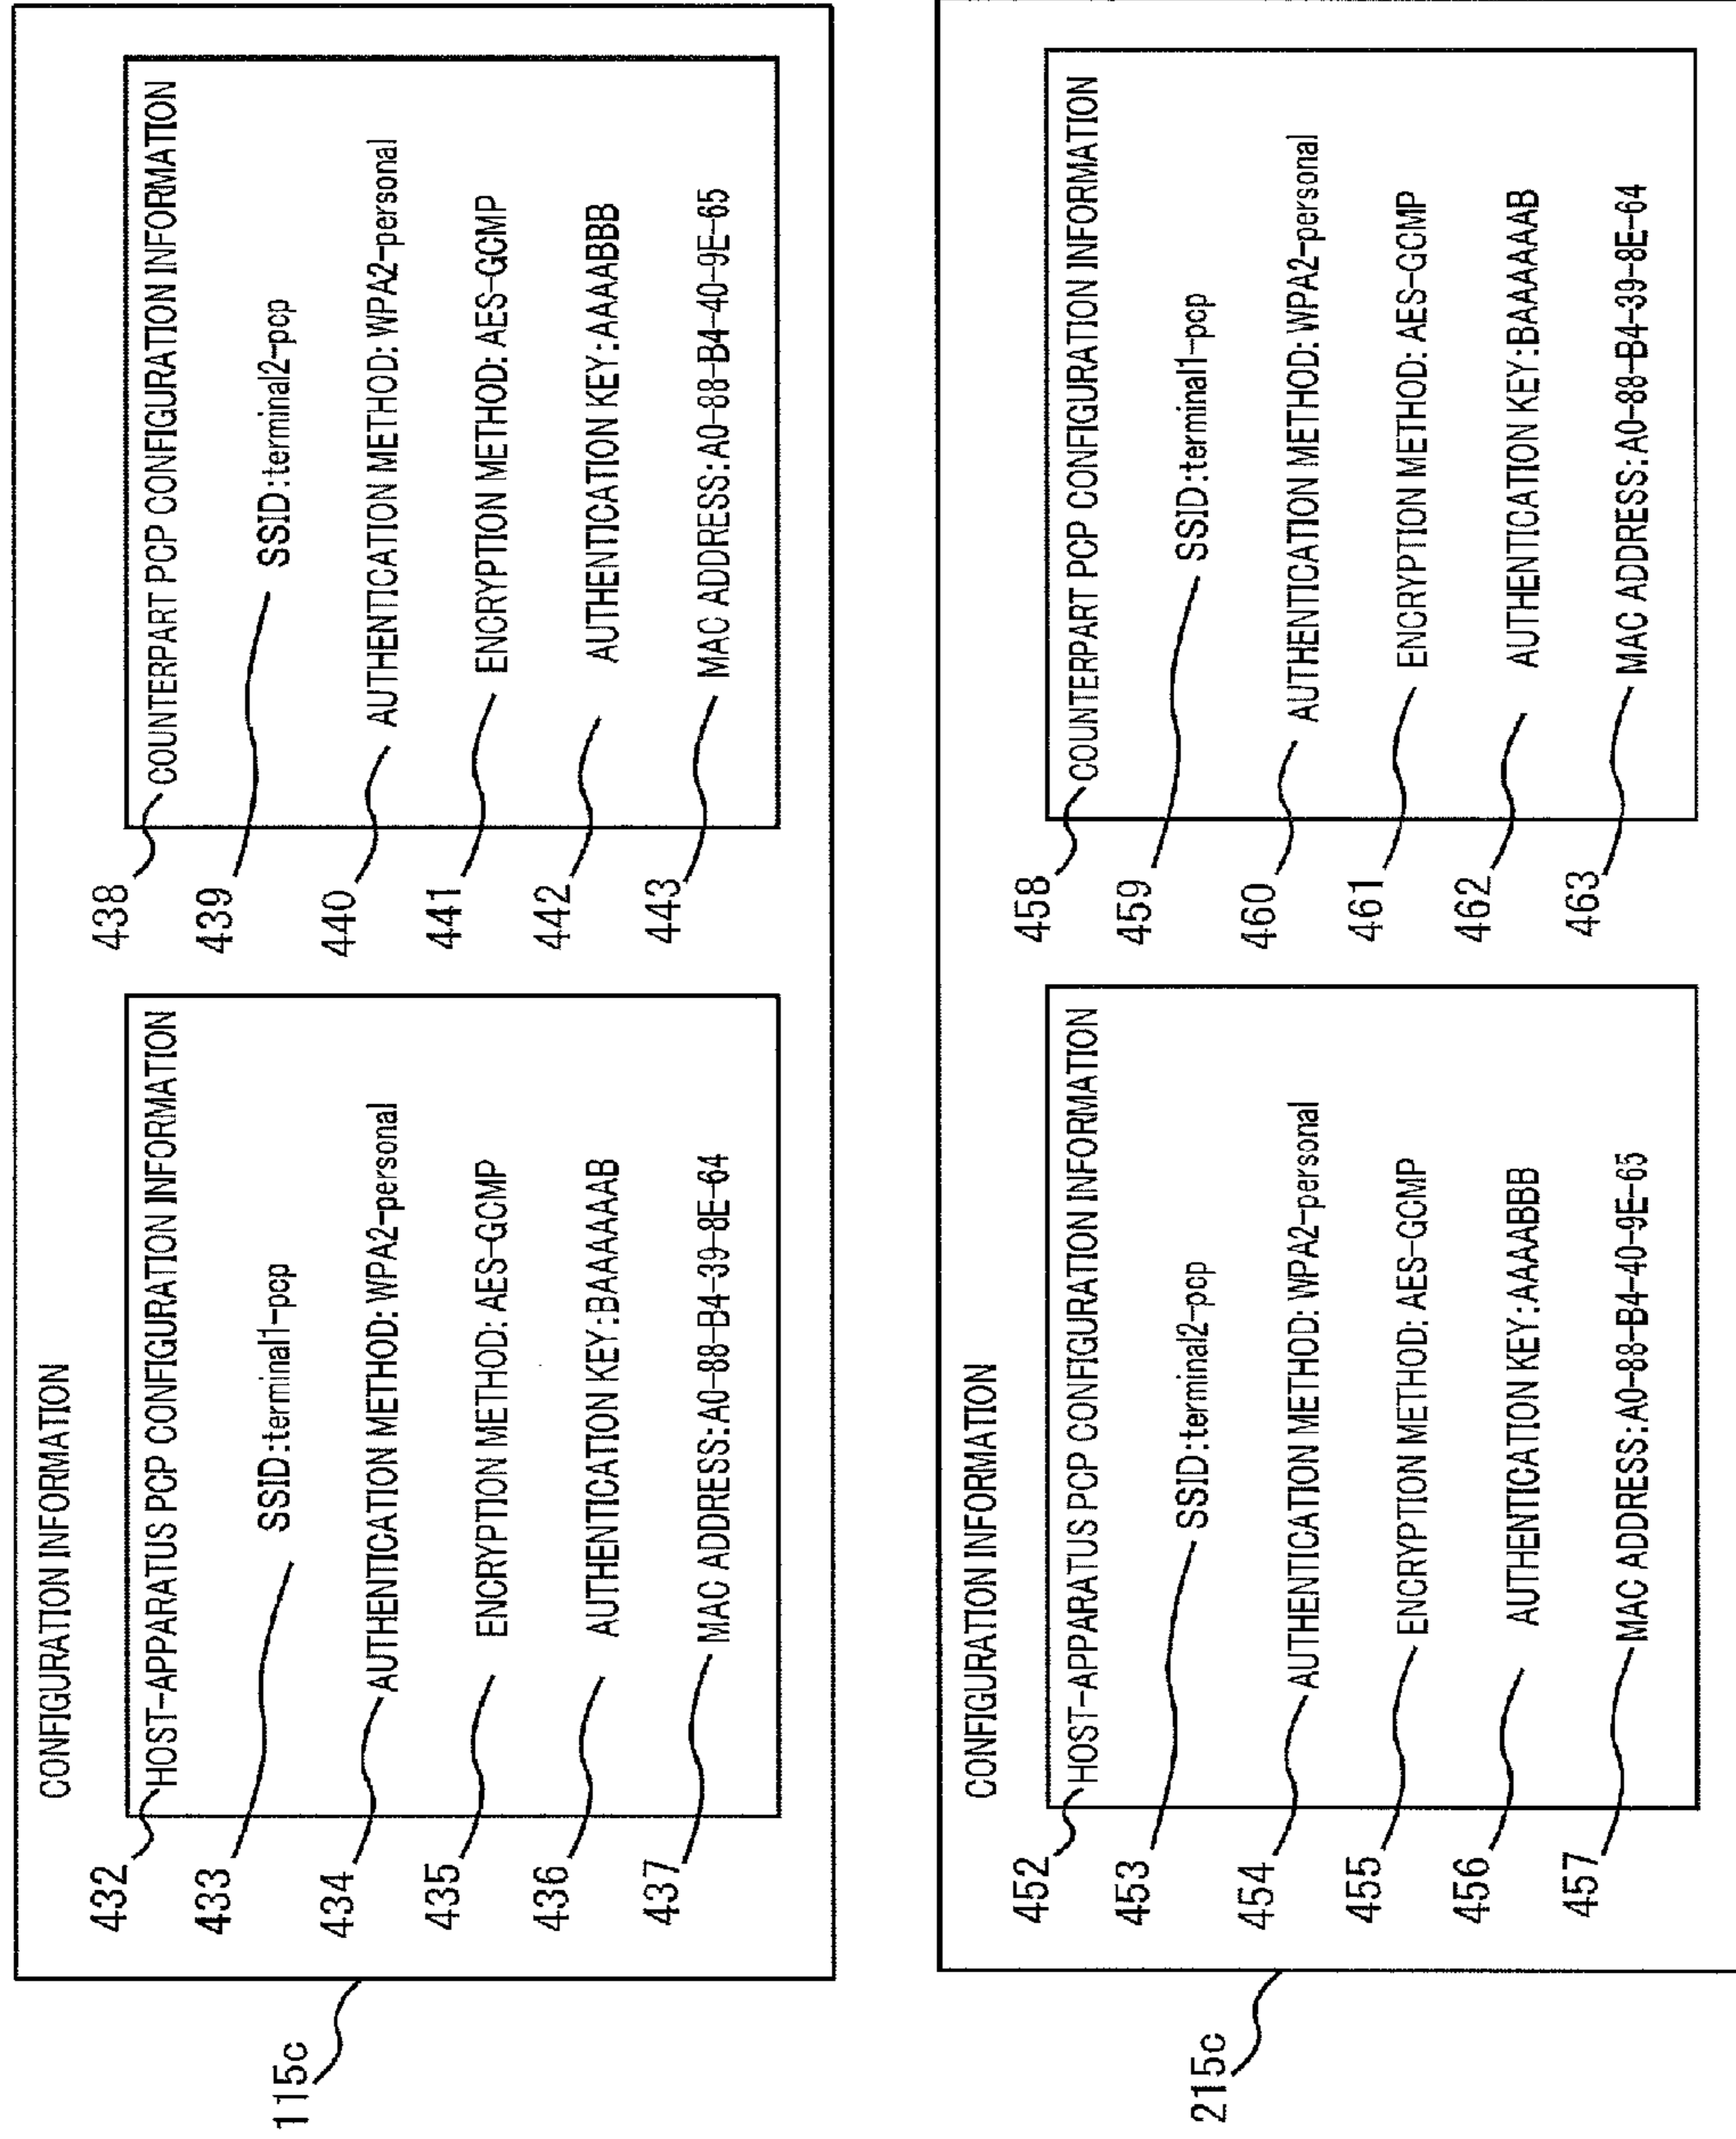 115c
CONFIGURATION INFORMATION
432
HOST-APPARATUS PCP CONFIGURATION INFORMATION
433
SSID:terminal1-pcp
434
AUTHENTICATION METHOD: WPA2-personal
435
ENCRYPTION METHOD: AES-GCMP
436
AUTHENTICATION KEY:BAAAAAAB
437
MAC ADDRESS:A0-88-B4-39-8E-64
438
COUNTERPART PCP CONFIGURATION INFORMATION
439
SSID:terminal2-pcp
440
AUTHENTICATION METHOD: WPA2-personal
441
ENCRYPTION METHOD: AES-GCMP
442
AUTHENTICATION KEY:AAAABBB
443
MAC ADDRESS:A0-88-B4-40-9E-65
215c
CONFIGURATION INFORMATION
452
HOST-APPARATUS PCP CONFIGURATION INFORMATION
453
SSID:terminal2-pcp
454
AUTHENTICATION METHOD: WPA2-personal
455
ENCRYPTION METHOD: AES-GCMP
456
AUTHENTICATION KEY:AAAABBB
457
MAC ADDRESS:A0-88-B4-40-9E-65
458
COUNTERPART PCP CONFIGURATION INFORMATION
459
SSID:terminal1-pcp
460
AUTHENTICATION METHOD: WPA2-personal
461
ENCRYPTION METHOD: AES-GCMP
462
AUTHENTICATION KEY:BAAAAAAB
463
MAC ADDRESS:A0-88-B4-39-8E-64